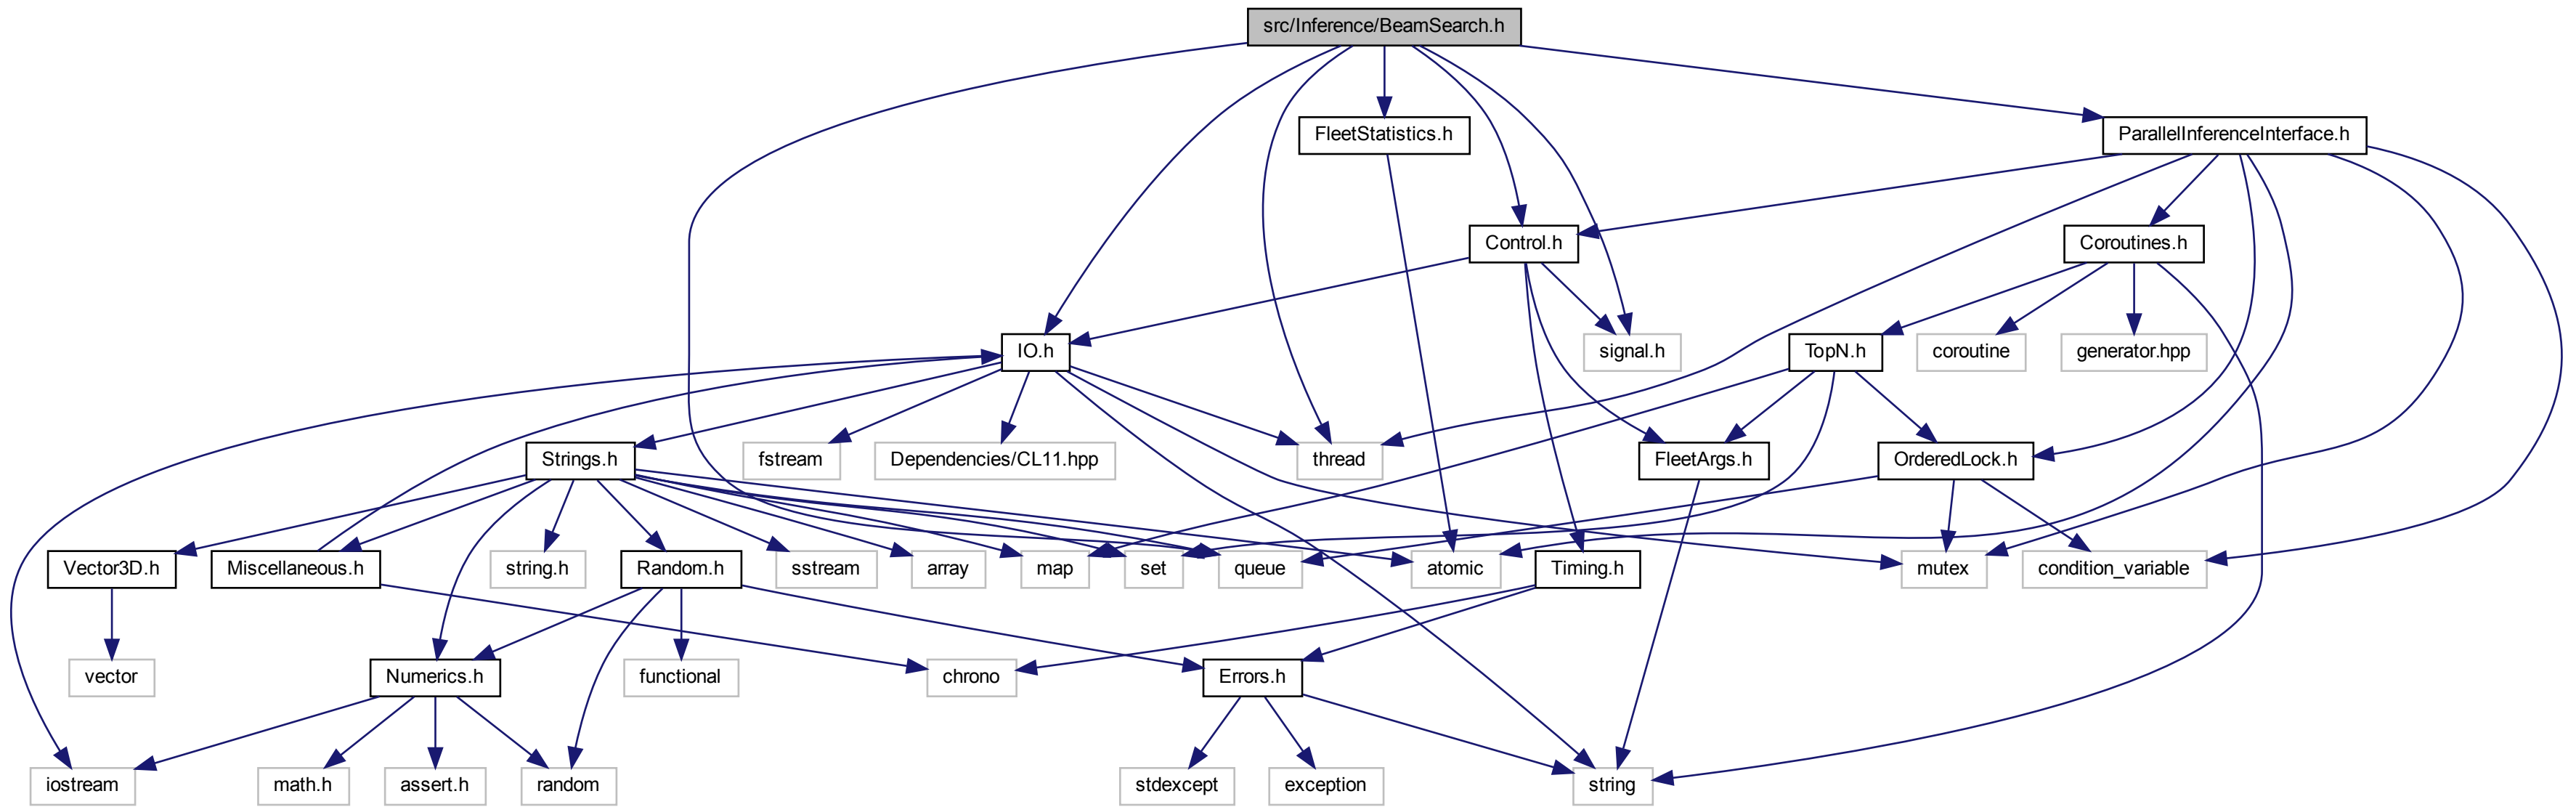 src/Inference/BeamSearch.h
FleetStatistics.h
ParallelInferenceInterface.h
Control.h
Coroutines.h
IO.h
signal.h
TopN.h
coroutine
generator.hpp
Strings.h
fstream
Dependencies/CL11.hpp
thread
FleetArgs.h
OrderedLock.h
Vector3D.h
Miscellaneous.h
string.h
Random.h
sstream
array
map
set
queue
atomic
Timing.h
mutex
condition_variable
vector
Numerics.h
functional
chrono
Errors.h
iostream
math.h
assert.h
random
stdexcept
exception
string